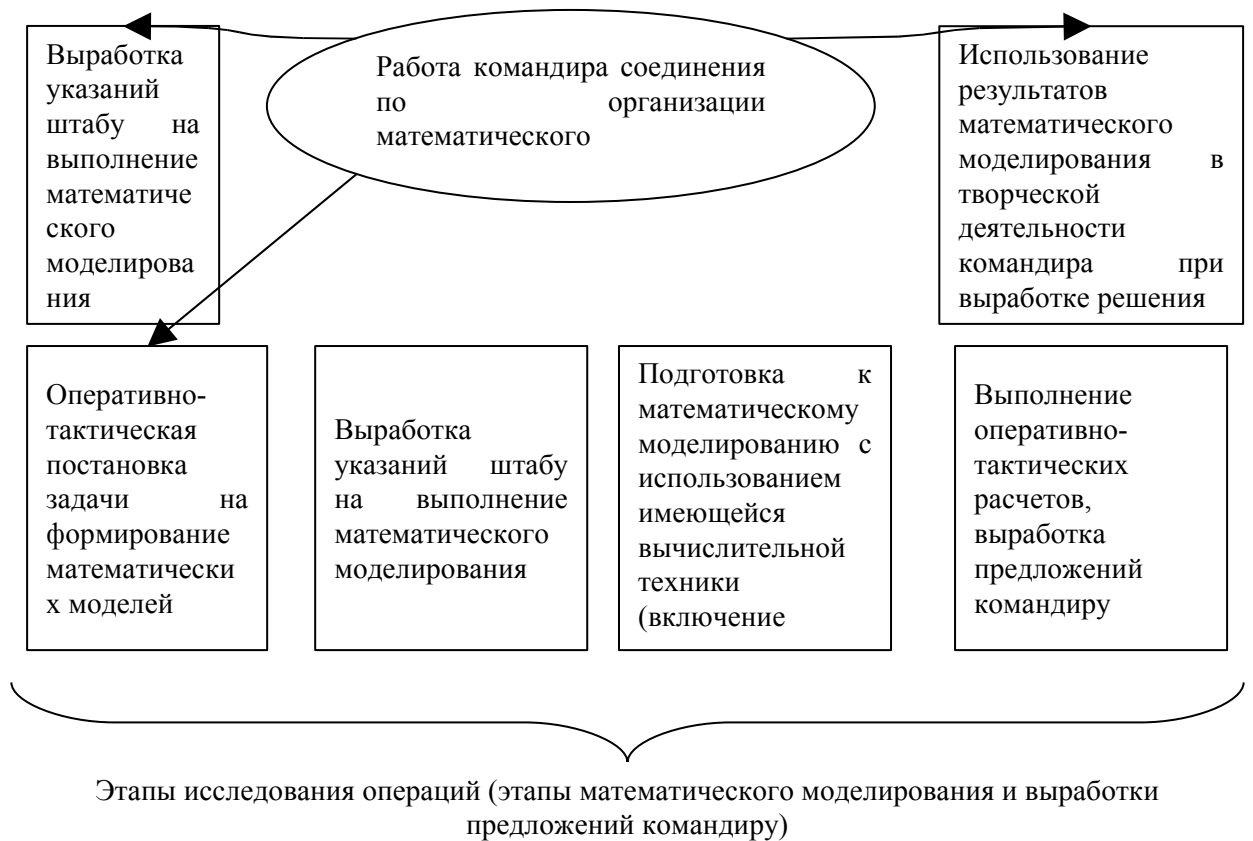 Выработка
указаний
штабу на
выполнение
математиче
ского
моделирова
ния
Работа командира соединения
по организации
математического
Использование
результатов
математического
моделирования в
творческой
деятельности
командира при
выработке решения
Оперативно-
тактическая
постановка
задачи на
формирование
математически
х моделей
Выработка
указаний штабу
на выполнение
математического
моделирования
Подготовка к
математическому
моделированию с
использованием
имеющейся
вычислительной
техники
(включение
Выполнение
оперативно-
тактических
расчетов,
выработка
предложений
командиру
Этапы исследования операций (этапы математического моделирования и выработки
предложений командиру)